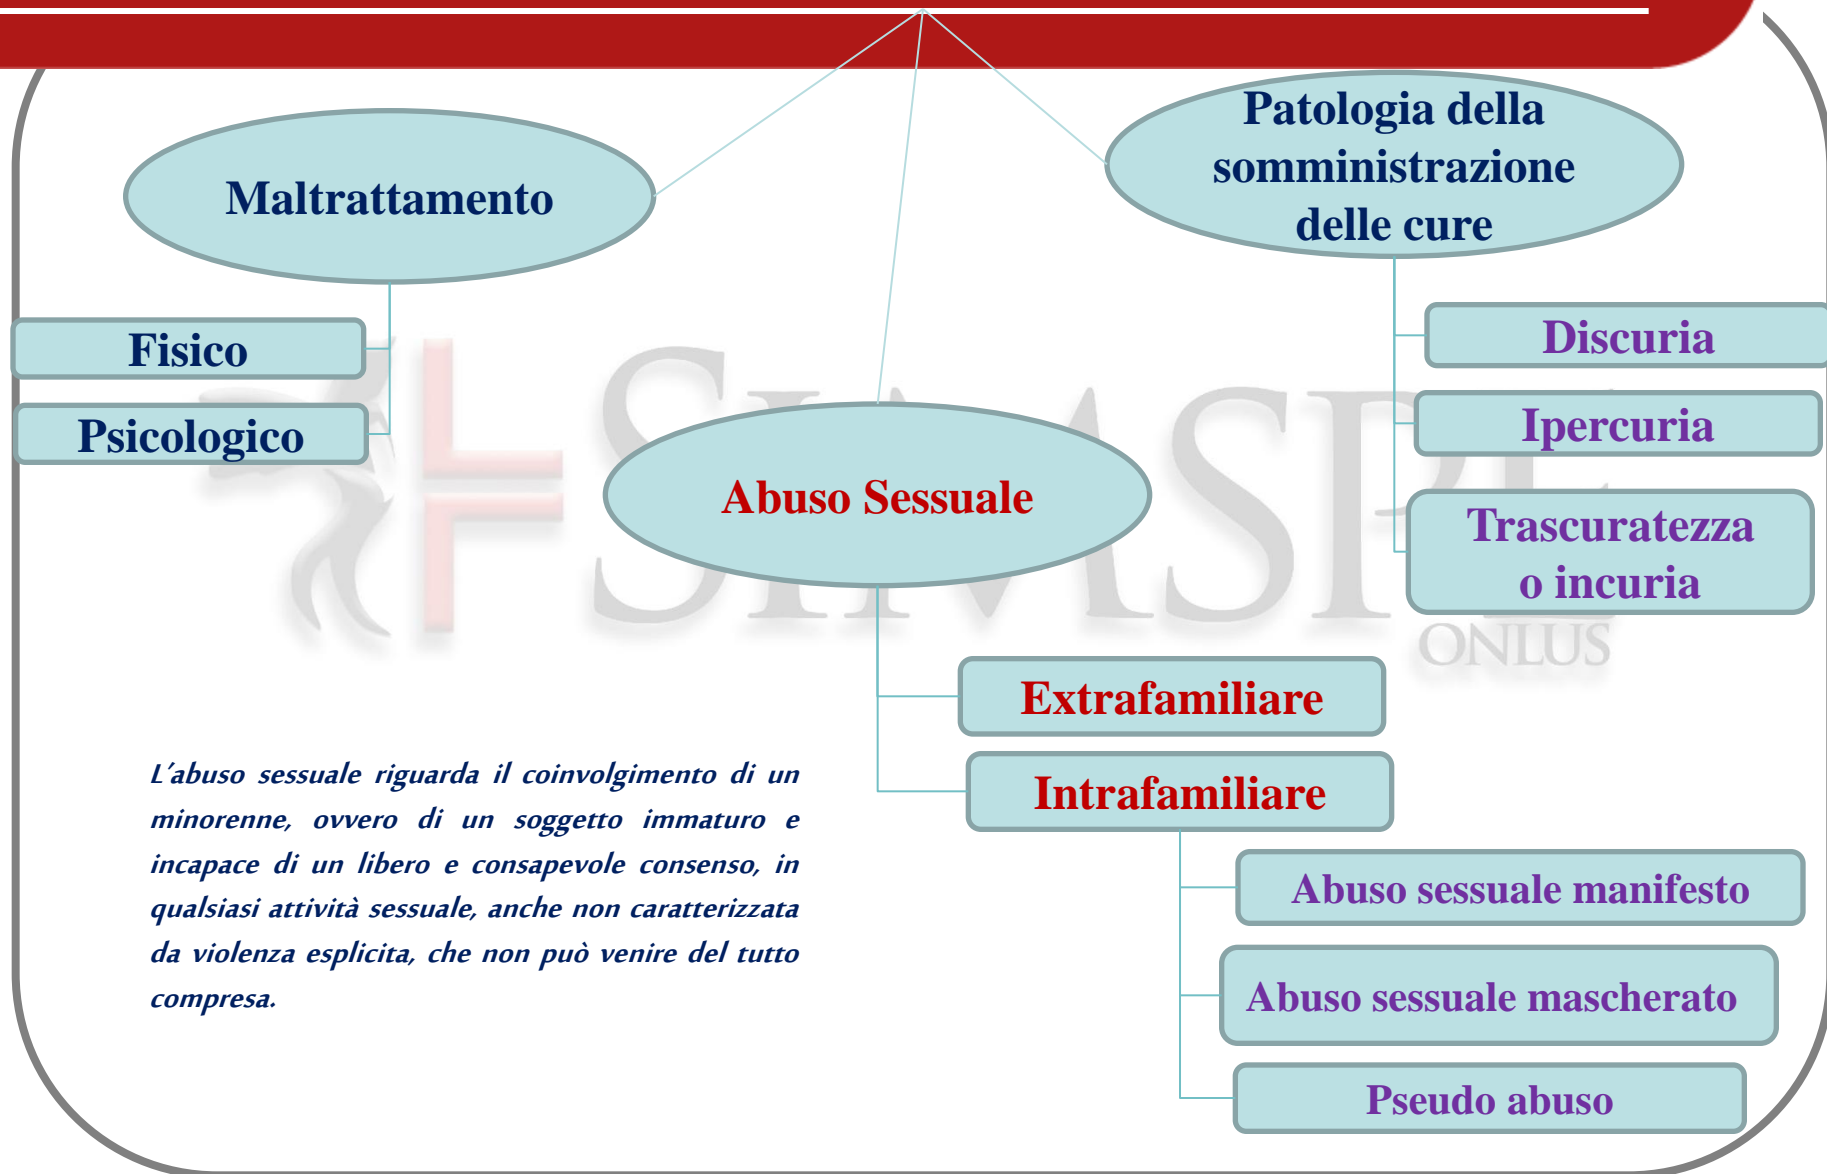 Maltrattamento
Fisico
Psicologico
Patologia della
somministrazione
delle cure
Discuria
Ipercuria
Trascuratezza
o incuria
Abuso Sessuale
Extrafamiliare
Intrafamiliare
Abuso sessuale manifesto
Abuso sessuale mascherato
Pseudo abuso
L'abuso sessuale riguarda il coinvolgimento di un
minorenne, ovvero di un soggetto immaturo e
incapace di un libero e consapevole consenso, in
qualsiasi attività sessuale, anche non caratterizzata
da violenza esplicita, che non può venire del tutto
compresa.
ONLUS